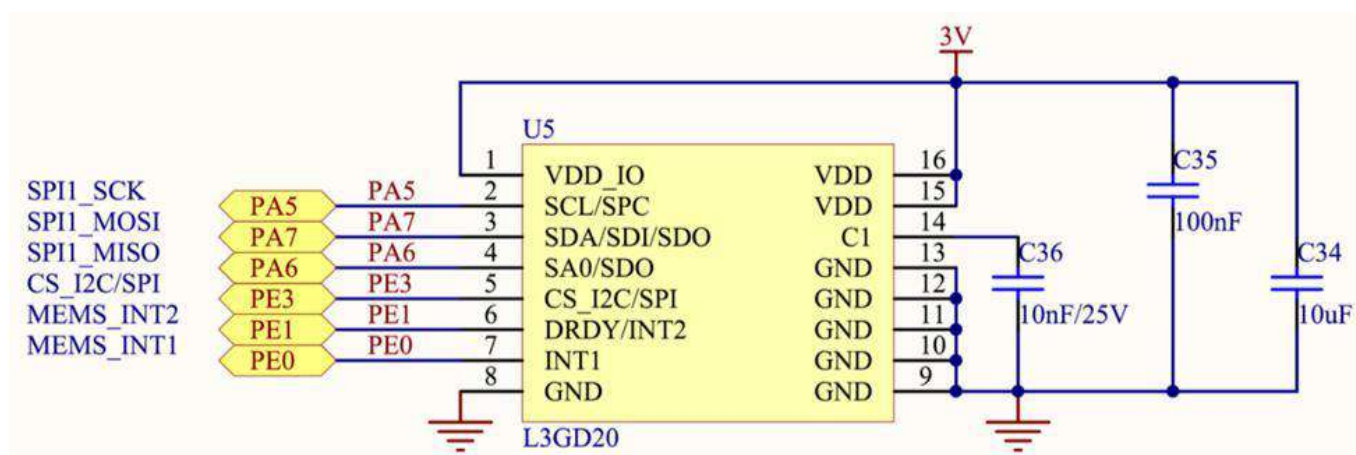 3V
U5
SPI1_SCK PA5 PA5 2 SCL/SPC
SPI1_MOSI PA7 PA7 3 SDA/SDI/SDO
SPI1_MISO PA6 PA6 4 SA0/SDO
CS_I2C/SPI PE3 PE3 5 CS_I2C/SPI
MEMS_INT2 PE1 PE1 6 DRDY/INT2
MEMS_INT1 PE0 PE0 7 INT1
1 VDD_IO
8 GND
VDD 16
VDD 15
C1 14
GND 13
GND 12
GND 11
GND 10
GND 9
L3GD20
C36
10nF/25V
C35
100nF
C34
10uF